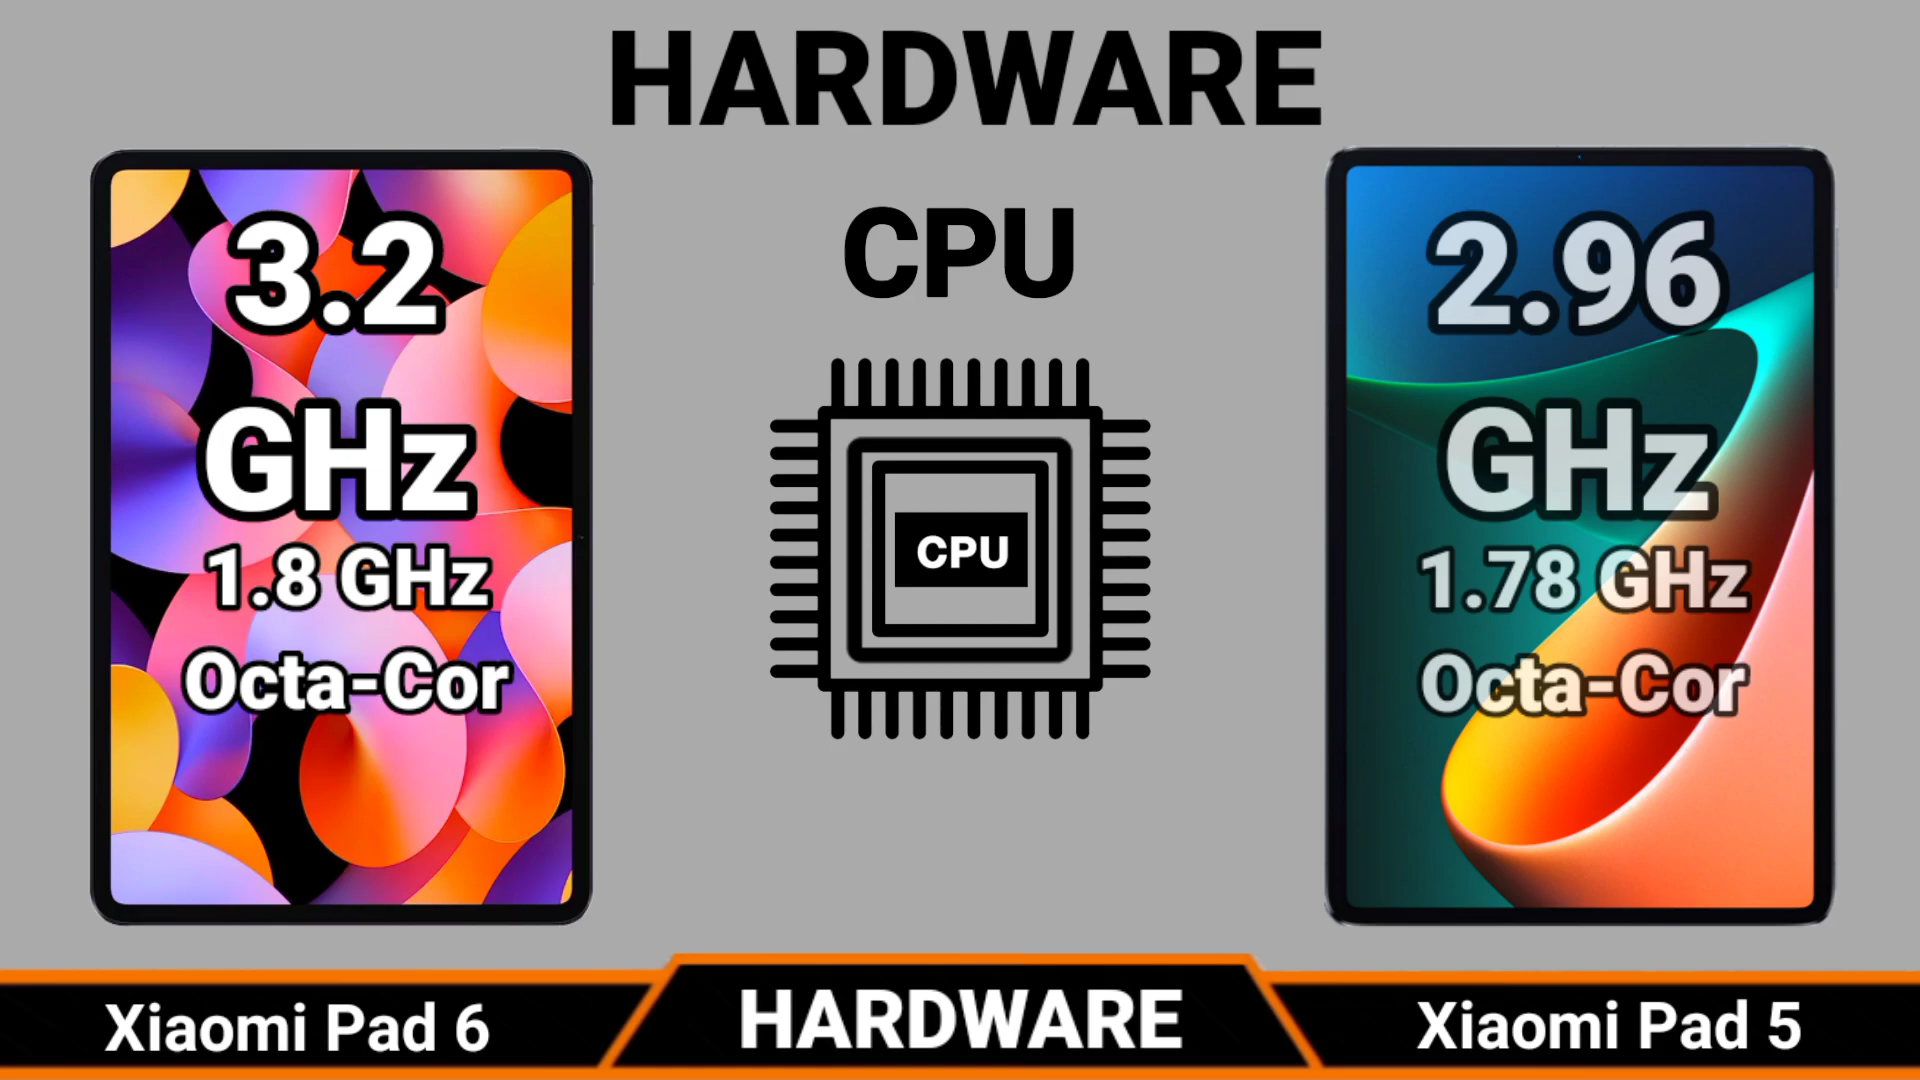 HARDWARE
3.2
GHz
1.8 GHz
Octa-Cor
CPU
CPU
2.96
GHz
1.78 GHz
Octa-Cor
Xiaomi Pad 6
HARDWARE
Xiaomi Pad 5